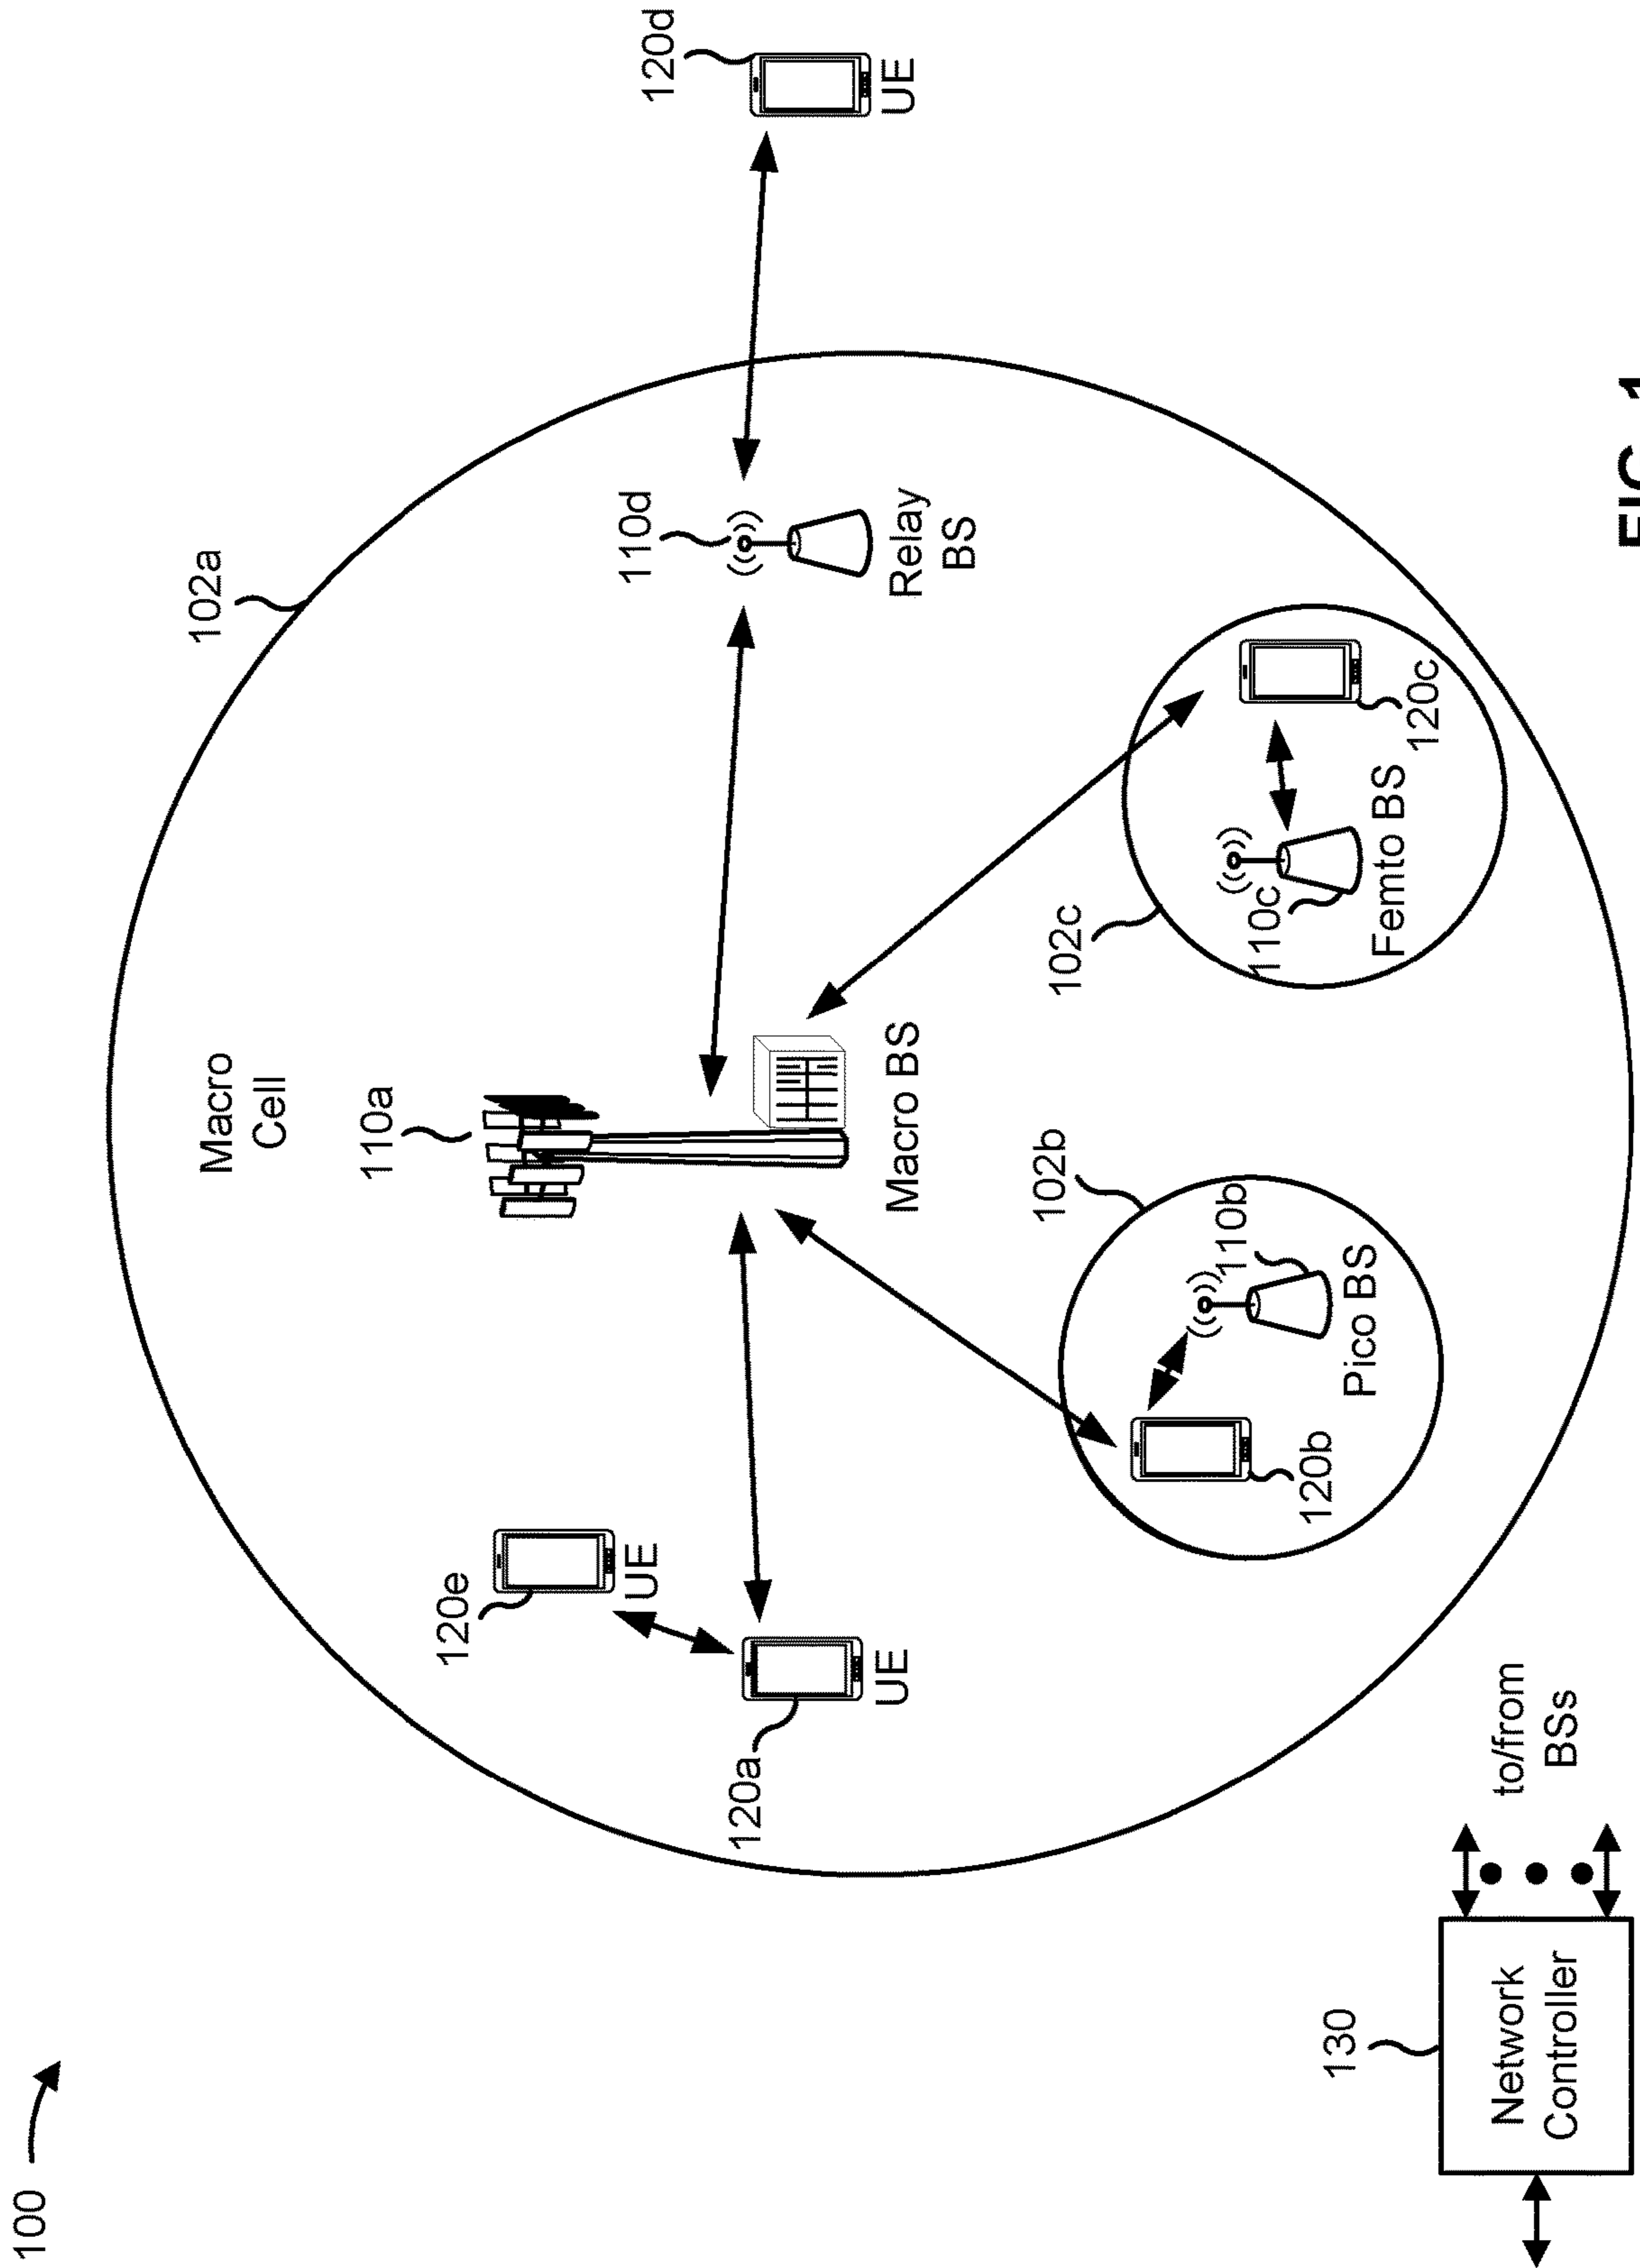 100
102a
Macro
Cell
110a
120d
UE
110d
Relay
BS
120e
UE
120a
UE
Macro BS
102b
110b
Pico BS
120b
102c
110c
Femto BS
120c
130
Network
Controller
to/from
BSs
FIG. 1